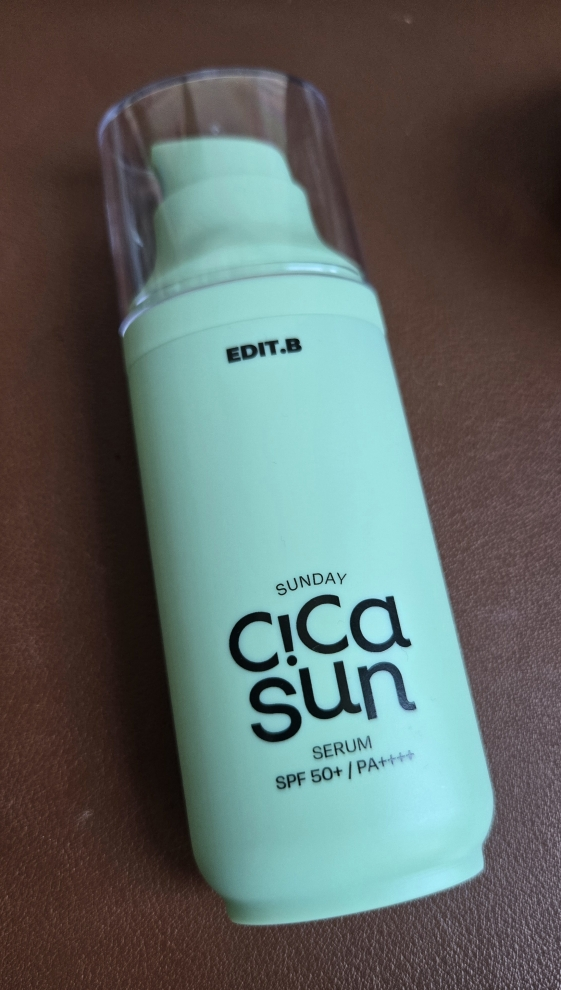 EDIT.B
SUNDAY
cica
sun
SERUM
SPF 50+ / PA++++